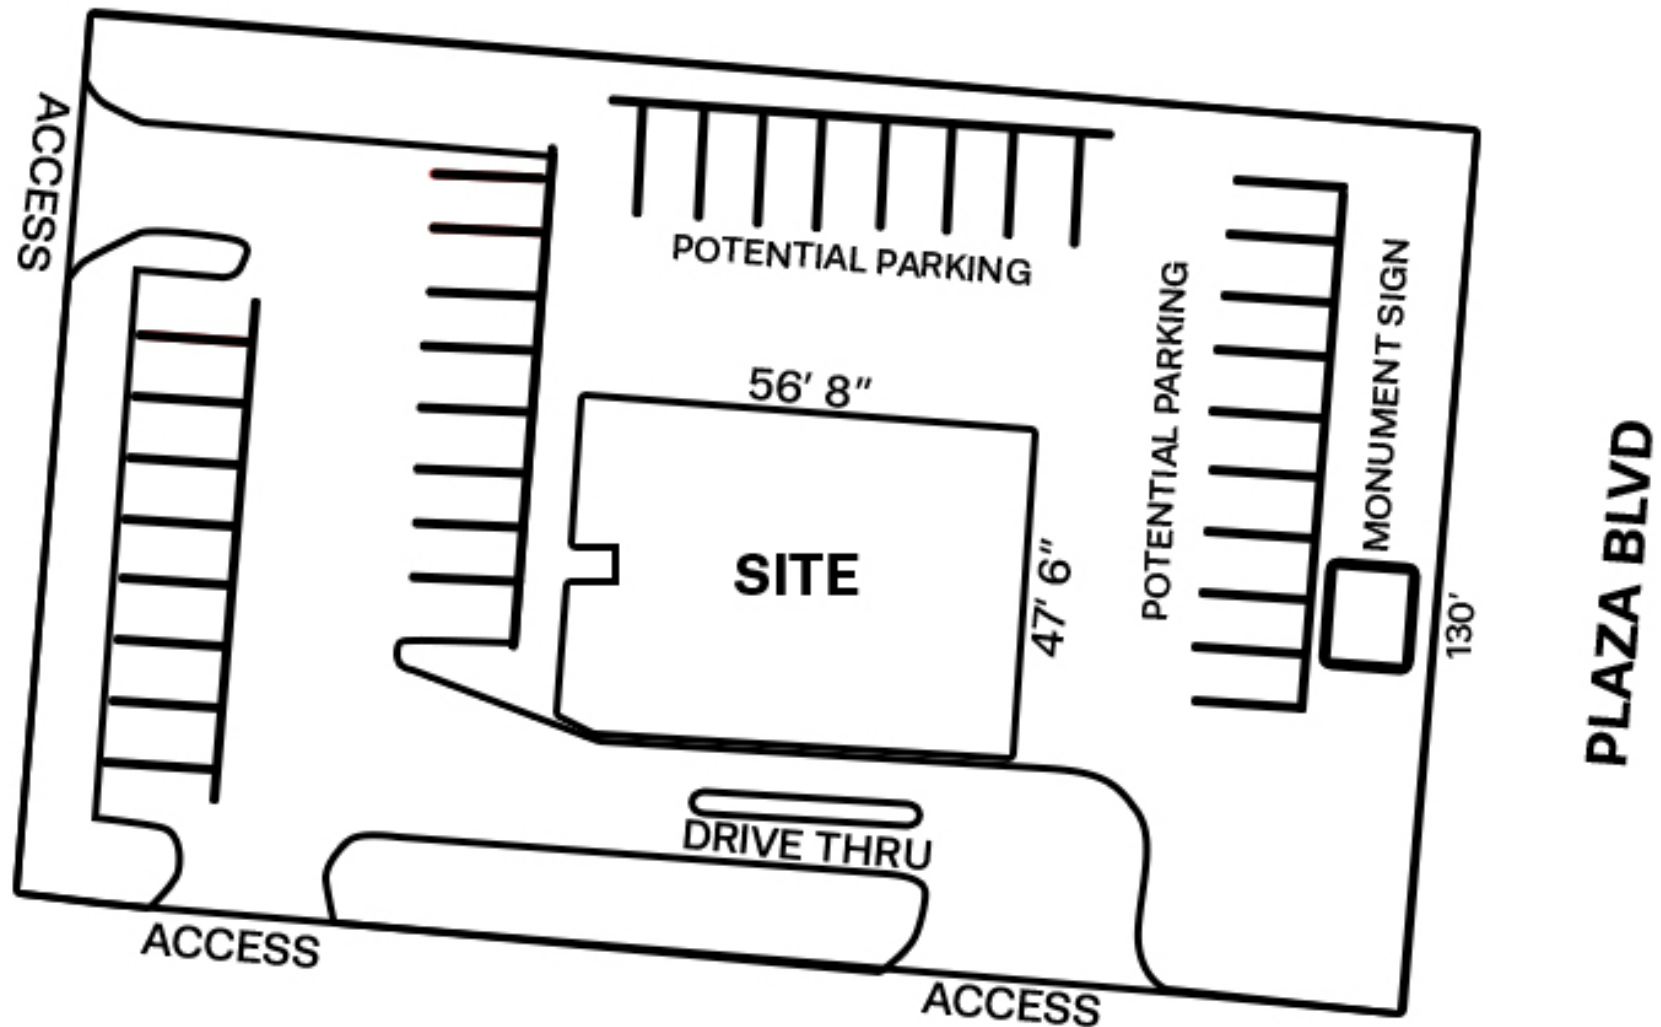 ACCESS
POTENTIAL PARKING
POTENTIAL PARKING
MONUMENT SIGN
56' 8"
SITE
47' 6"
130'
PLAZA BLVD
DRIVE THRU
ACCESS
ACCESS